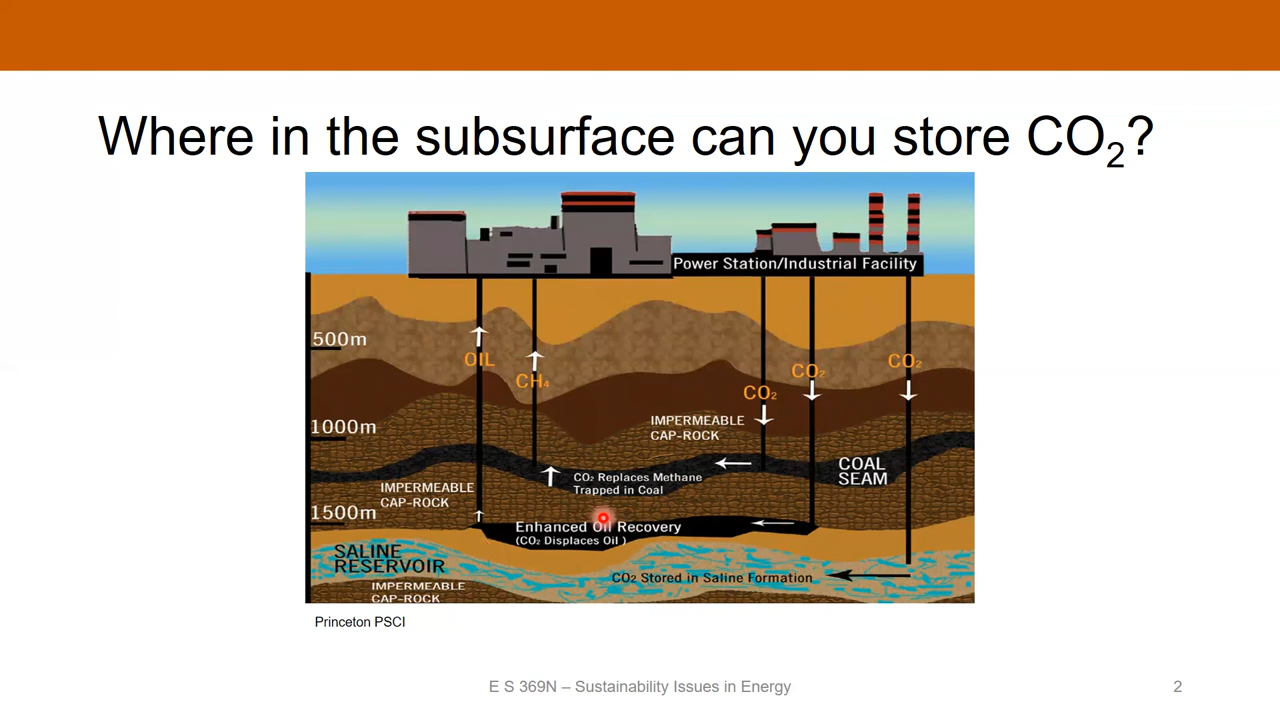 Where in the subsurface can you store CO₂?
Power Station/Industrial Facility
500m
OIL
CH₄
CO₂
CO₂
CO₂
1000m
IMPERMEABLE
CAP-ROCK
COAL
SEAM
CO₂ Replaces Methane
Trapped in Coal
IMPERMEABLE
CAP-ROCK
1500m
Enhanced Oil Recovery
(CO₂ Displaces Oil )
SALINE
RESERVOIR
CO₂ Stored in Saline Formation
IMPERMEABLE
CAP-ROCK
Princeton PSCI
E S 369N – Sustainability Issues in Energy
2